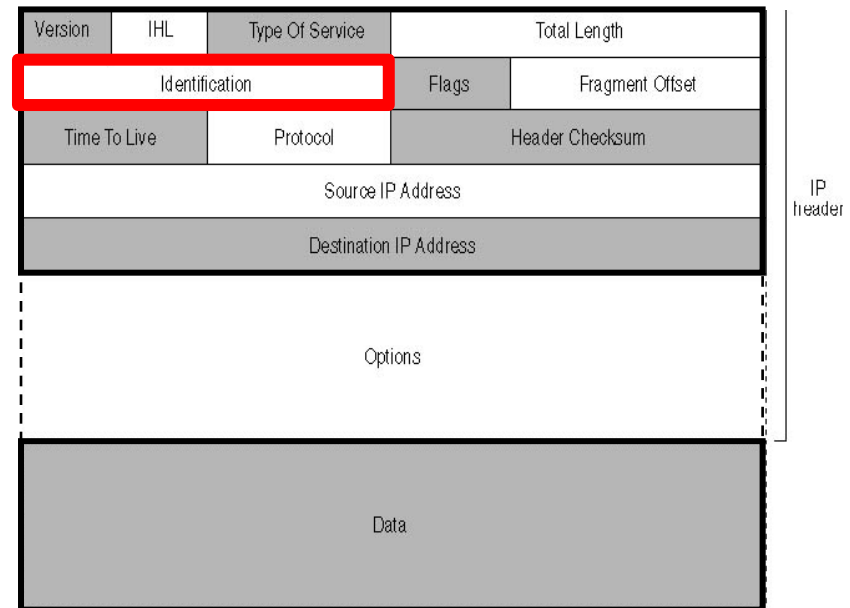 Version IHL Type Of Service Total Length
Identification Flags Fragment Offset
Time To Live Protocol Header Checksum
Source IP Address
IP
header
Destination IP Address
Options
Data